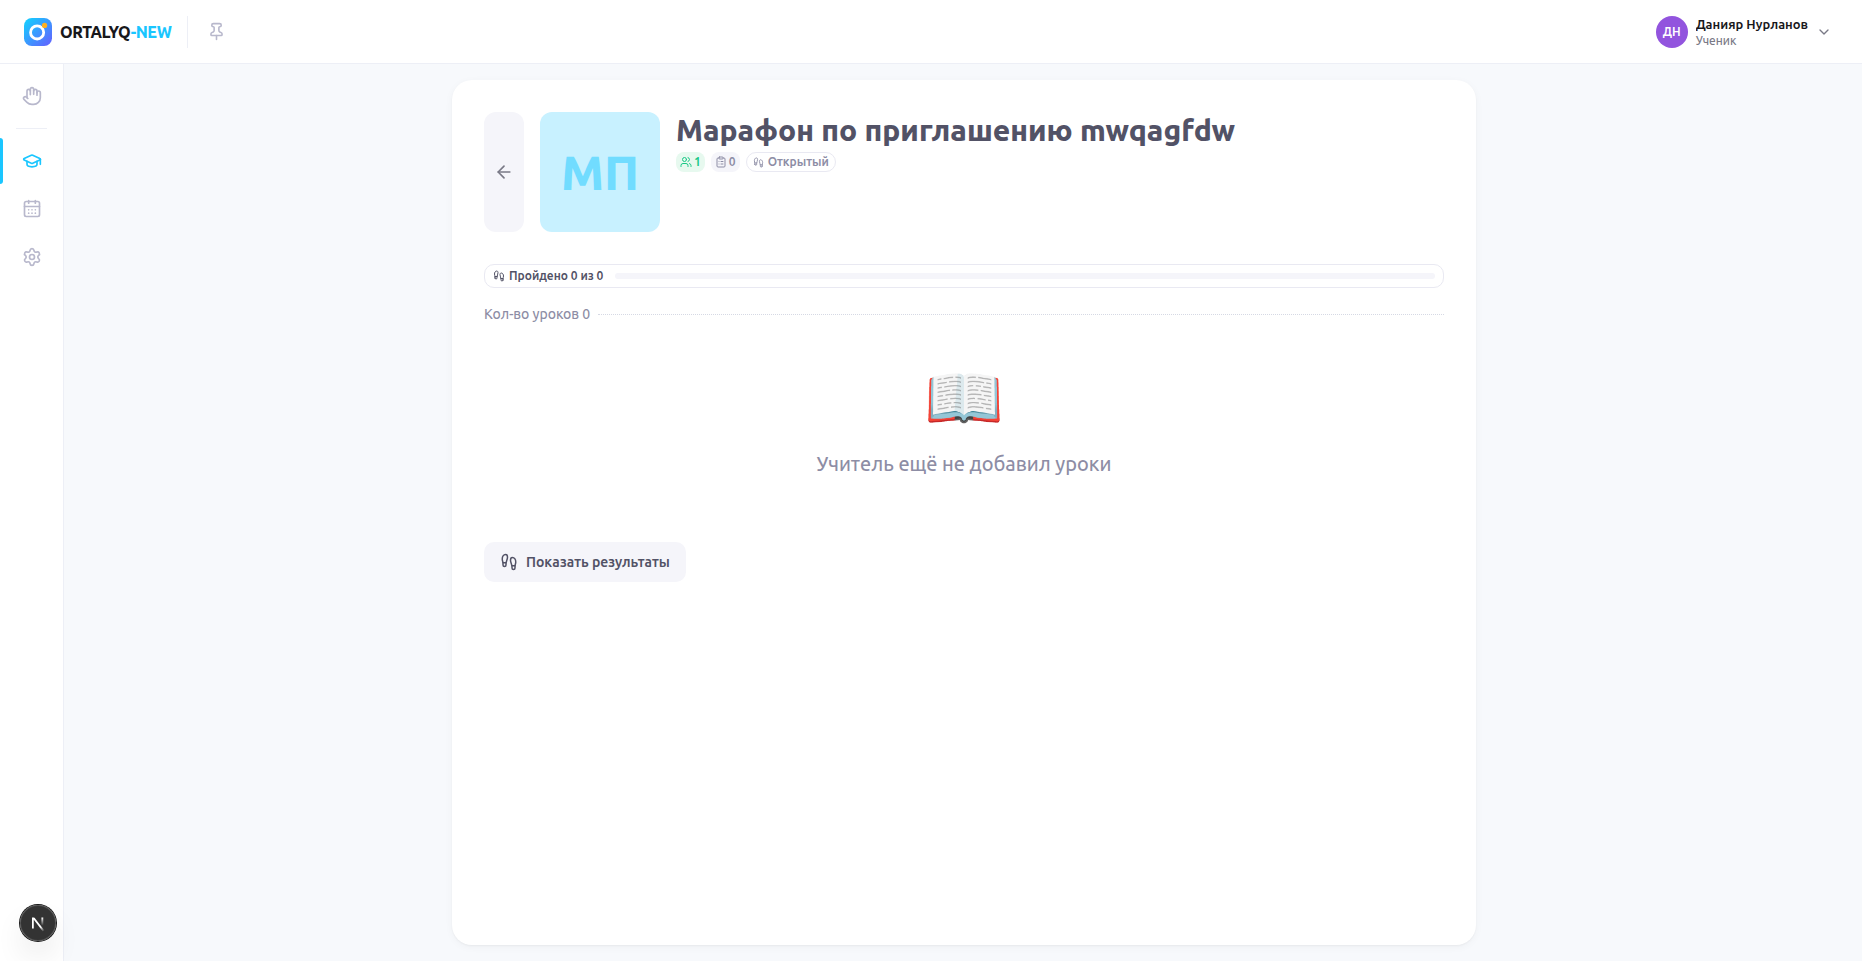 ORTALYQ-NEW
ДН
Данияр Нурланов
Ученик
МП
Марафон по приглашению mwqagfdw
1
0
Открытый
Пройдено 0 из 0
Кол-во уроков 0
Учитель ещё не добавил уроки
Показать результаты
N